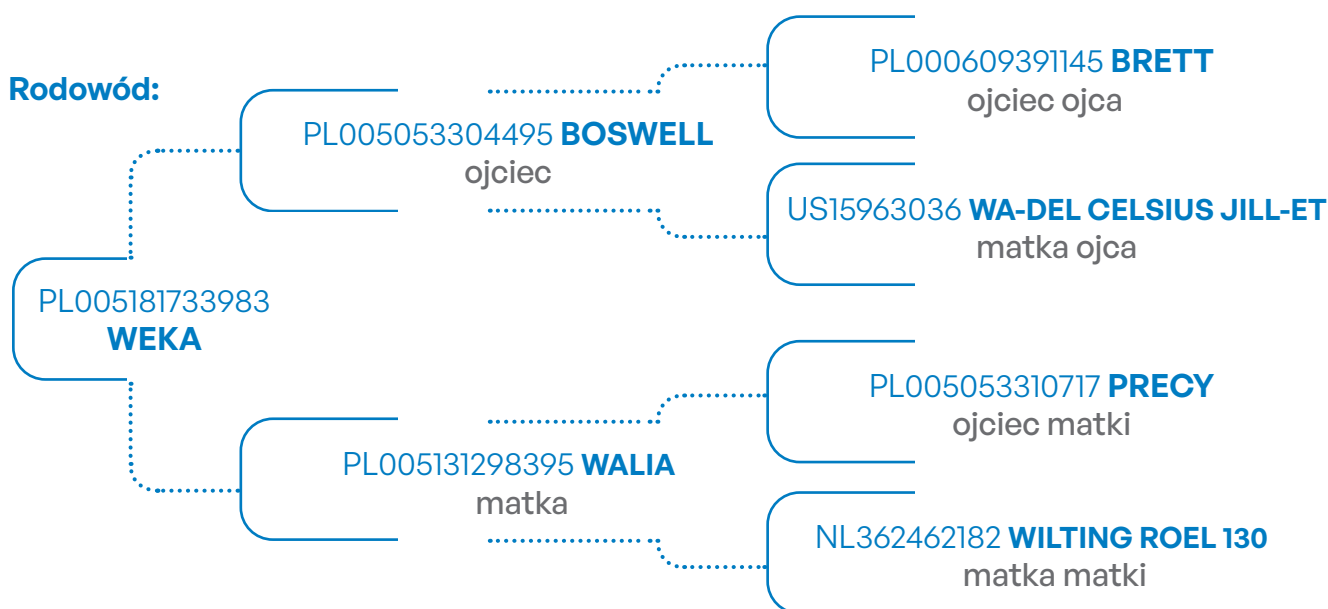 Rodowód:
PL005181733983
WEKA
PL005053304495 BOSWELL
ojciec
PL005131298395 WALIA
matka
PL000609391145 BRETT
ojciec ojca
US15963036 WA-DEL CELSIUS JILL-ET
matka ojca
PL005053310717 PRECY
ojciec matki
NL362462182 WILTING ROEL 130
matka matki